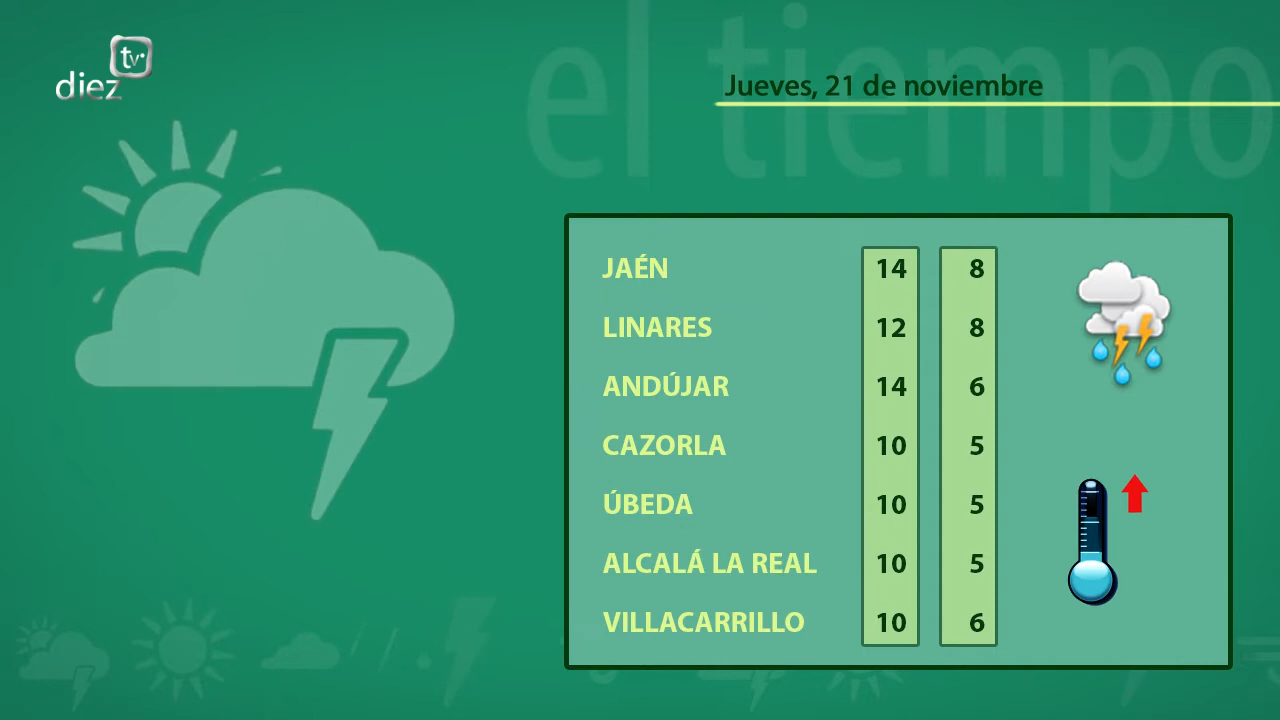 diez tv
el tiempo
Jueves, 21 de noviembre
JAÉN 14 8
LINARES 12 8
ANDÚJAR 14 6
CAZORLA 10 5
ÚBEDA 10 5
ALCALÁ LA REAL 10 5
VILLACARRILLO 10 6